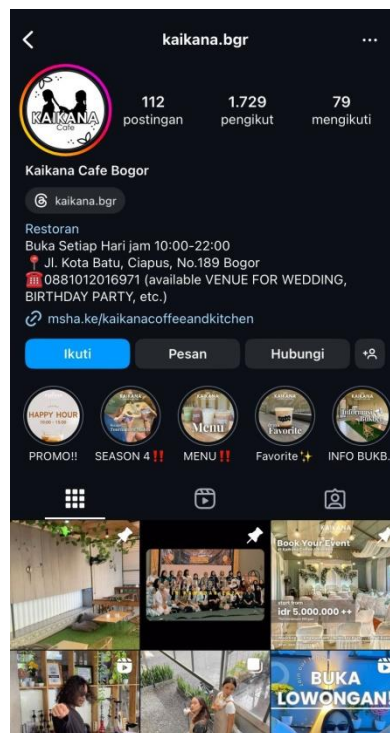 kaikana.bgr
KAIKANA
Cafe
112
postingan
1.729
pengikut
79
mengikuti
Kaikana Cafe Bogor
kaikana.bgr
Restoran
Buka Setiap Hari jam 10:00-22:00
📍 Jl. Kota Batu, Ciapus, No.189 Bogor
☎️0881012016971 (available VENUE FOR WEDDING,
BIRTHDAY PARTY, etc.)
msha.ke/kaikanacoffeeandkitchen
Ikuti
Pesan
Hubungi
HAPPY HOUR
Menu
Favorite
PROMO!!
SEASON 4‼️
MENU‼️
Favorite✨
INFO BUKB.
KAIKANA
Book Your Event
start from
idr 5.000.000 ++
BUKA
LOWONGAN!